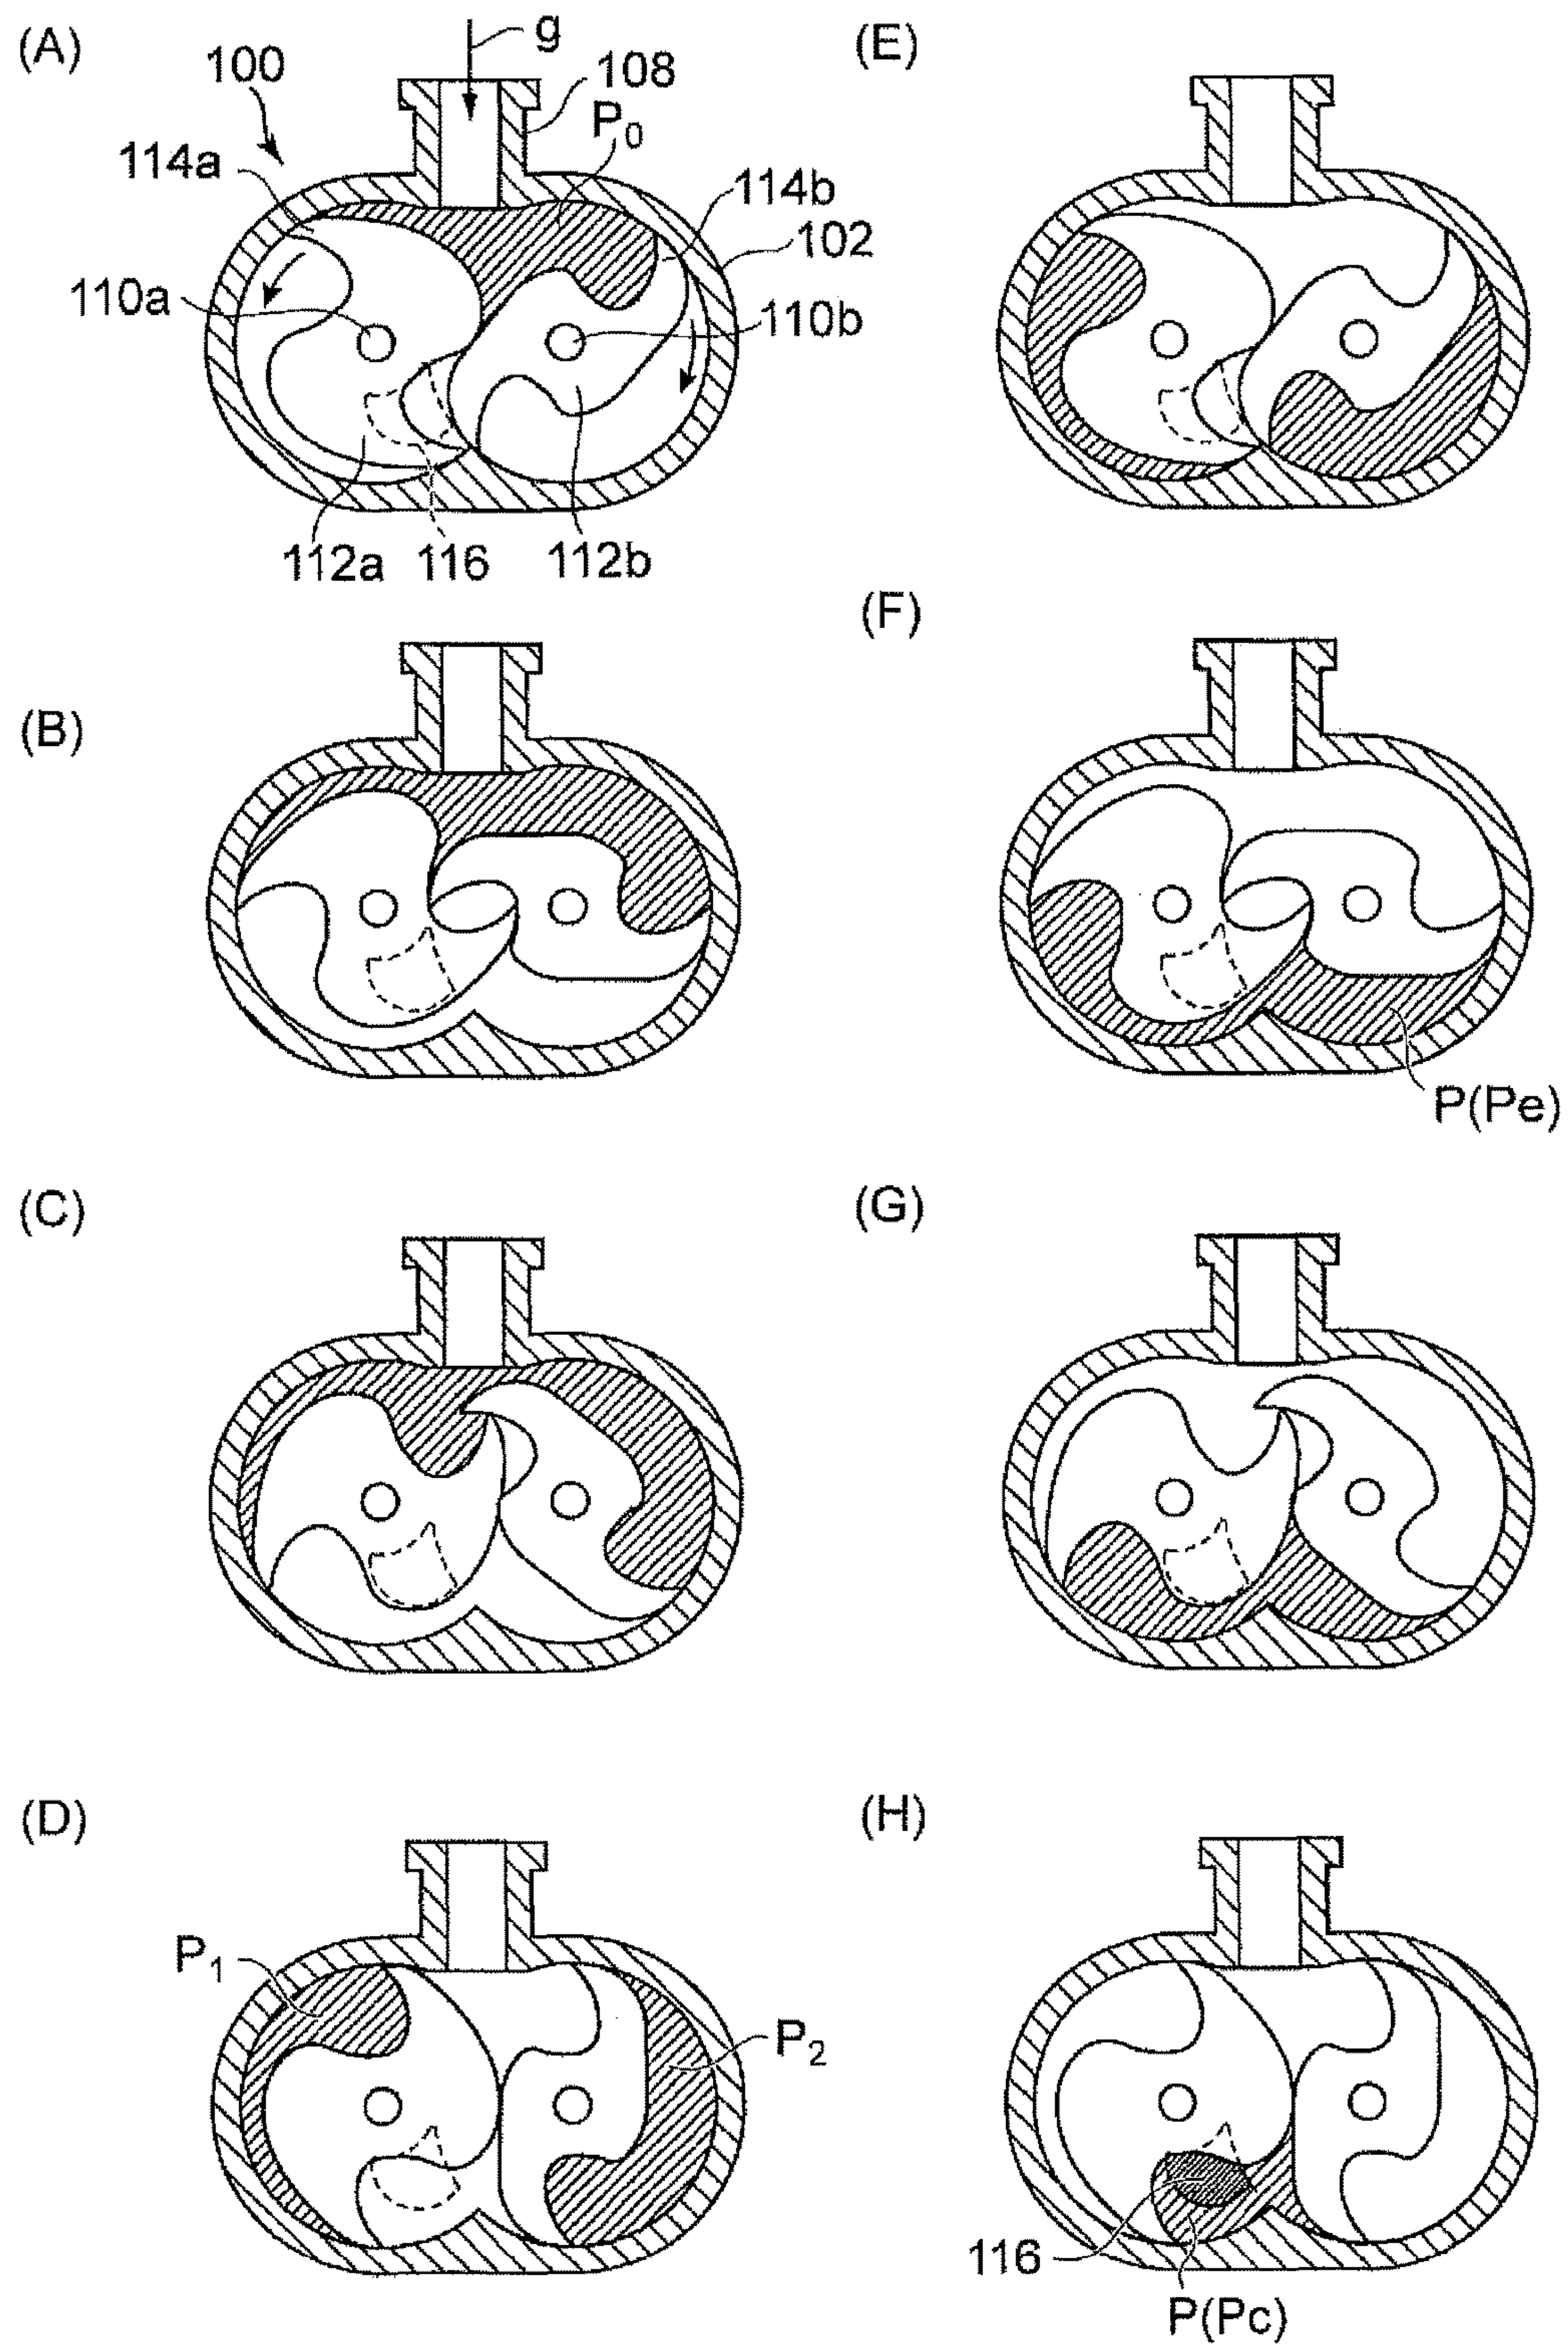 (A)
g
100
108
P0
114a
114b
102
110a
110b
112a
116
112b
(B)
(C)
(D)
P1
P2
(E)
(F)
P(Pe)
(G)
(H)
116
P(Pc)